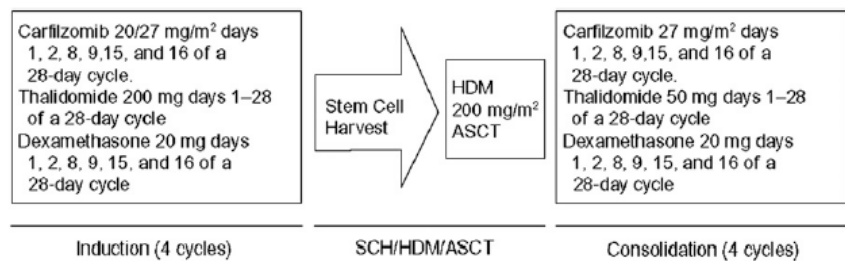 Carfilzomib 20/27 mg/m² days
1, 2, 8, 9,15, and 16 of a
28-day cycle.
Thalidomide 200 mg days 1–28
of a 28-day cycle
Dexamethasone 20 mg days
1, 2, 8, 9, 15, and 16 of a
28-day cycle
Stem Cell
Harvest
HDM
200 mg/m²
ASCT
Carfilzomib 27 mg/m² days
1, 2, 8, 9,15, and 16 of a
28-day cycle.
Thalidomide 50 mg days 1–28
of a 28-day cycle
Dexamethasone 20 mg days
1, 2, 8, 9, 15, and 16 of a
28-day cycle
Induction (4 cycles)
SCH/HDM/ASCT
Consolidation (4 cycles)